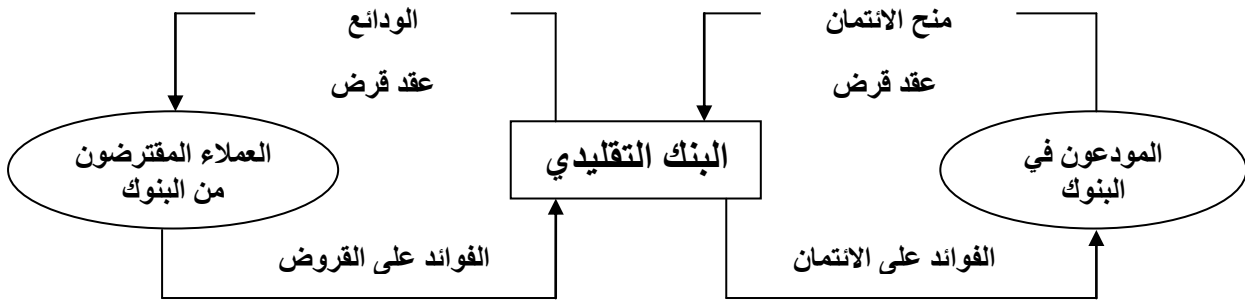 منح الائتمان
الودائع
عقد قرض
عقد قرض
المودعون في
البنوك
البنك التقليدي
العملاء المقترضون
من البنوك
الفوائد على الائتمان
الفوائد على القروض